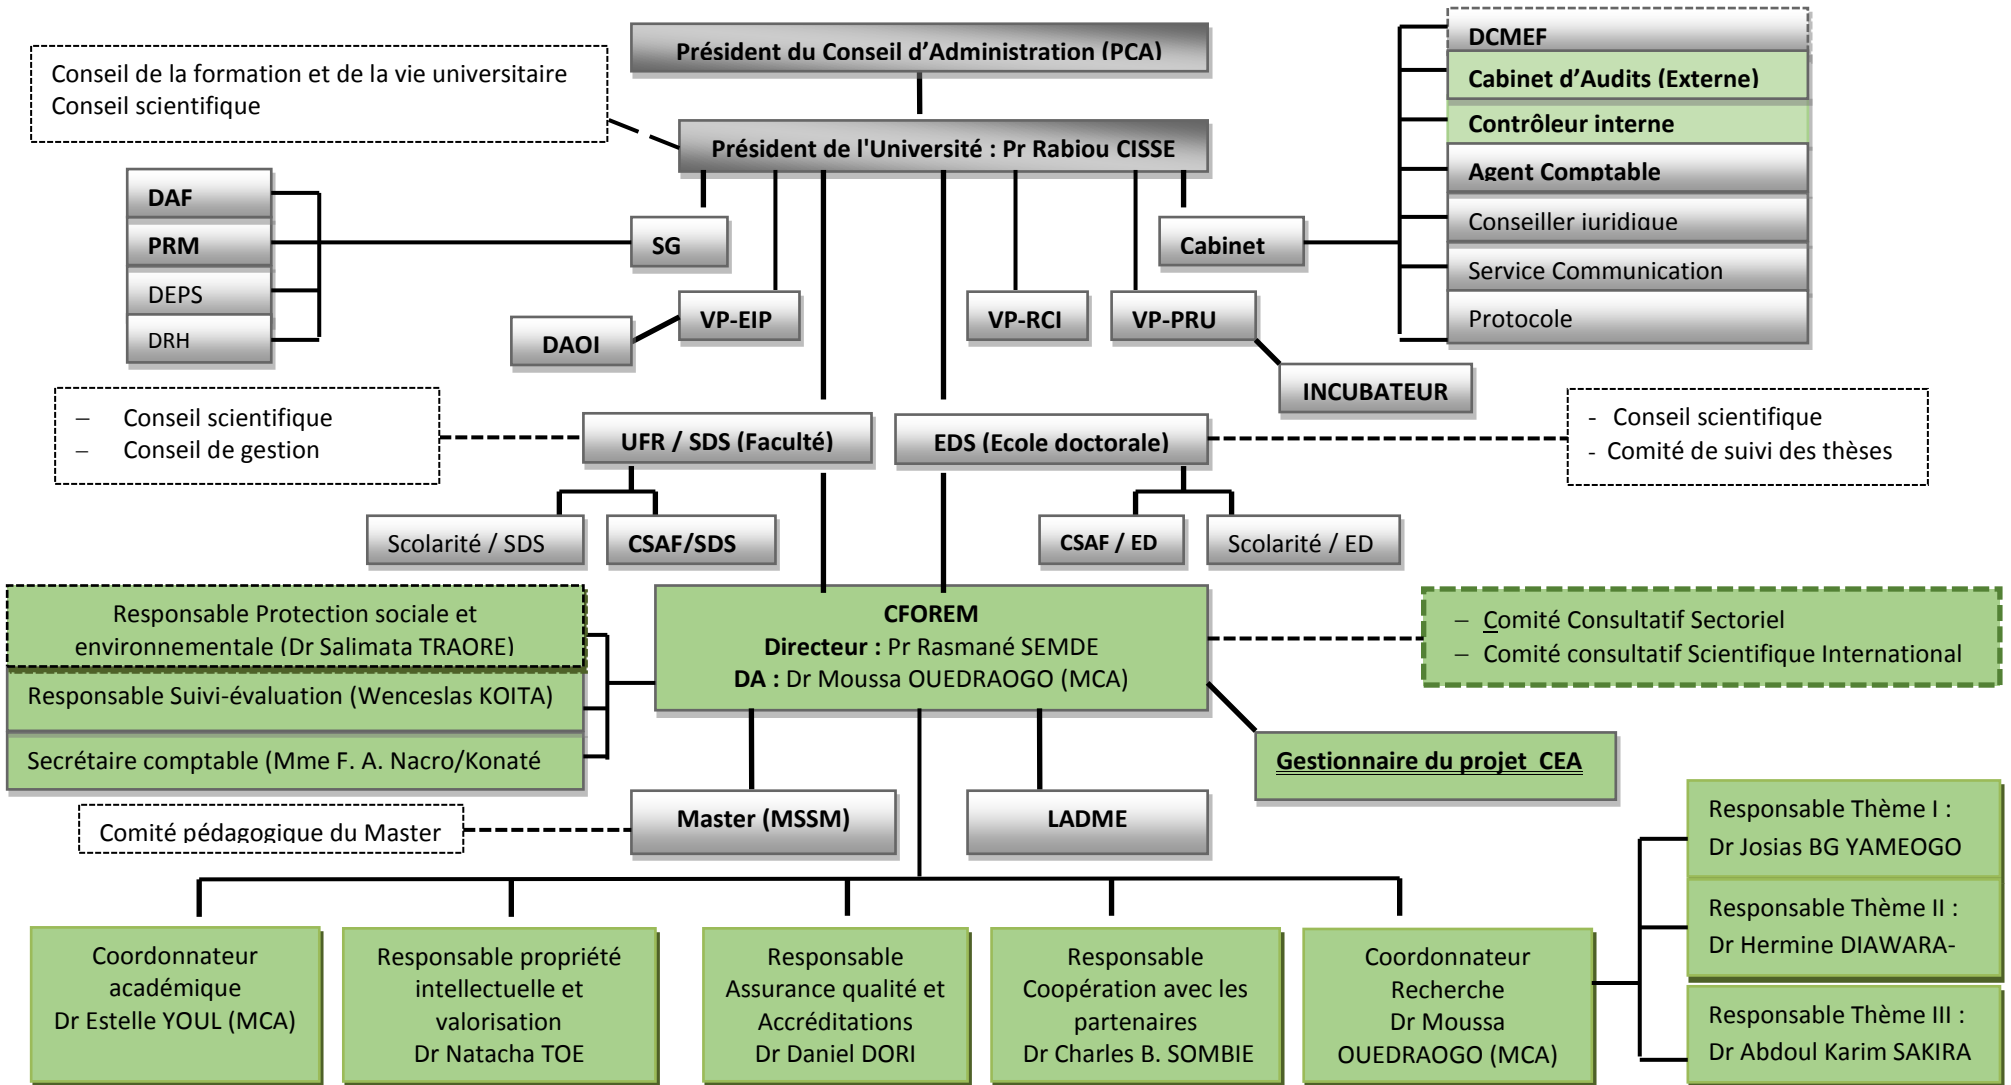 Président du Conseil d’Administration (PCA)
Conseil de la formation et de la vie universitaire
Conseil scientifique
Président de l'Université : Pr Rabiou CISSE
DCMEF
Cabinet d’Audits (Externe)
Contrôleur interne
Agent Comptable
Conseiller juridique
Service Communication
Protocole
DAF
PRM
DEPS
DRH
SG
Cabinet
VP-EIP
DAOI
VP-RCI
VP-PRU
INCUBATEUR
– Conseil scientifique
– Conseil de gestion
UFR / SDS (Faculté)
EDS (Ecole doctorale)
- Conseil scientifique
- Comité de suivi des thèses
Scolarité / SDS
CSAF/SDS
CSAF / ED
Scolarité / ED
Responsable Protection sociale et
environnementale (Dr Salimata TRAORE)
Responsable Suivi-évaluation (Wenceslas KOITA)
Secrétaire comptable (Mme F. A. Nacro/Konaté
CFOREM
Directeur : Pr Rasmané SEMDE
DA : Dr Moussa OUEDRAOGO (MCA)
– Comité Consultatif Sectoriel
– Comité consultatif Scientifique International
Gestionnaire du projet CEA
Comité pédagogique du Master
Master (MSSM)
LADME
Responsable Thème I :
Dr Josias BG YAMEOGO
Responsable Thème II :
Dr Hermine DIAWARA-
Responsable Thème III :
Dr Abdoul Karim SAKIRA
Coordonnateur
académique
Dr Estelle YOUL (MCA)
Responsable propriété
intellectuelle et
valorisation
Dr Natacha TOE
Responsable
Assurance qualité et
Accréditations
Dr Daniel DORI
Responsable
Coopération avec les
partenaires
Dr Charles B. SOMBIE
Coordonnateur
Recherche
Dr Moussa
OUEDRAOGO (MCA)